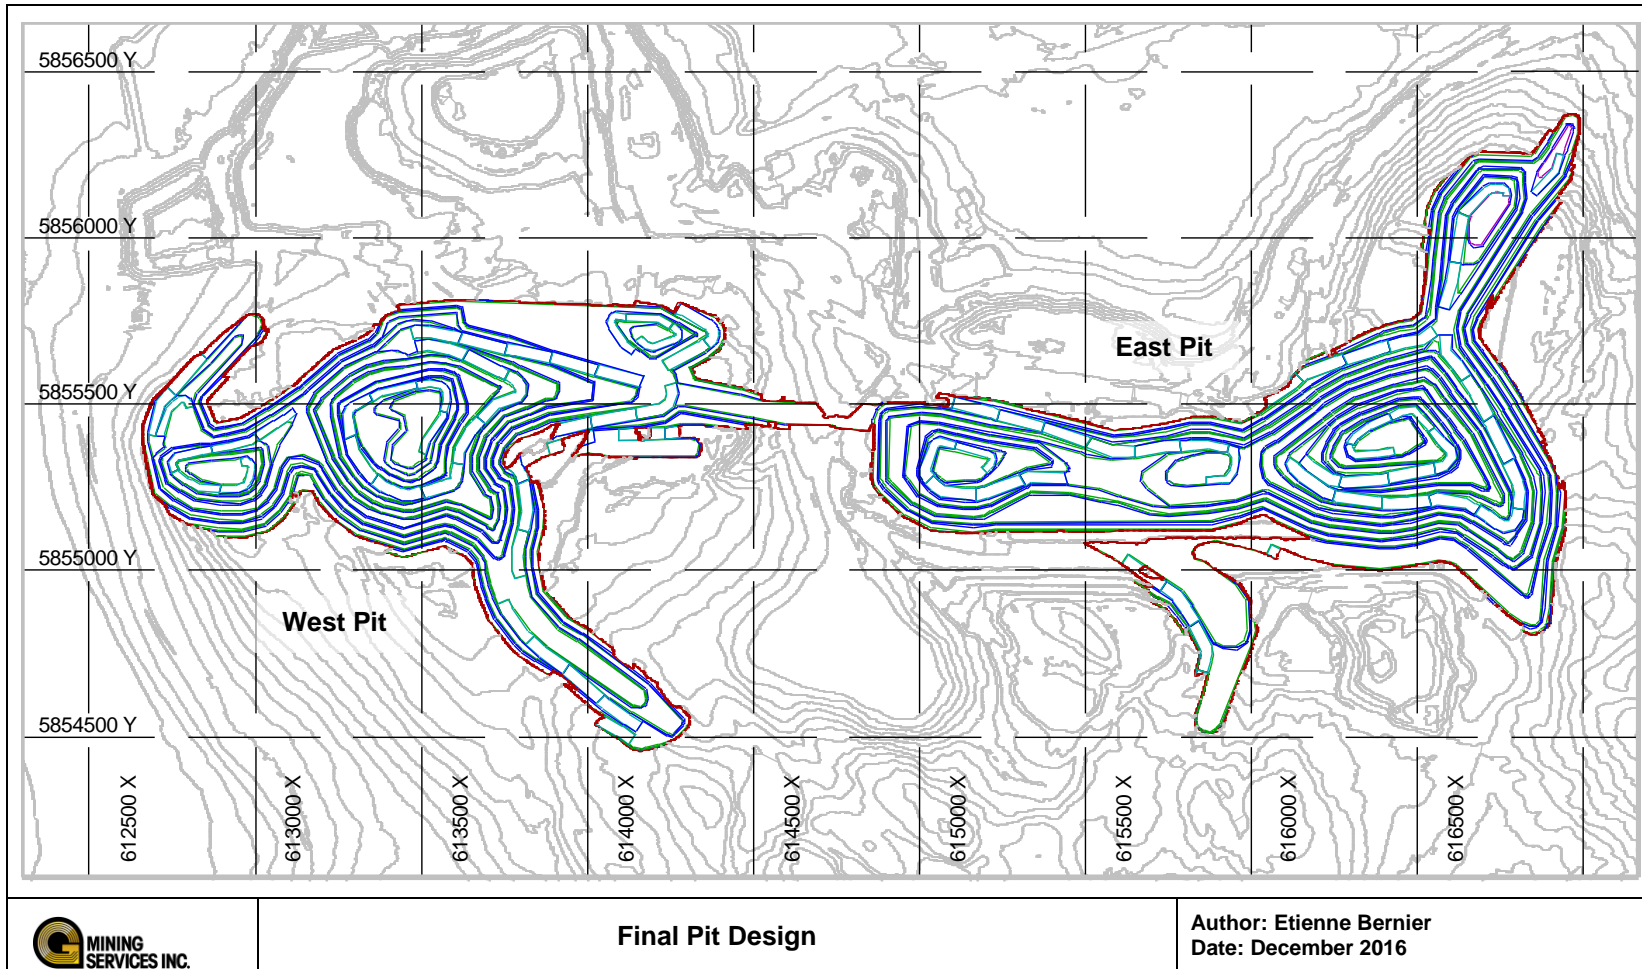 5856500 Y
5856000 Y
East Pit
5855500 Y
5855000 Y
West Pit
5854500 Y
612500 X
613000 X
613500 X
614000 X
614500 X
615000 X
615500 X
616000 X
616500 X
G MINING
SERVICES INC.
Final Pit Design
Author: Etienne Bernier
Date: December 2016